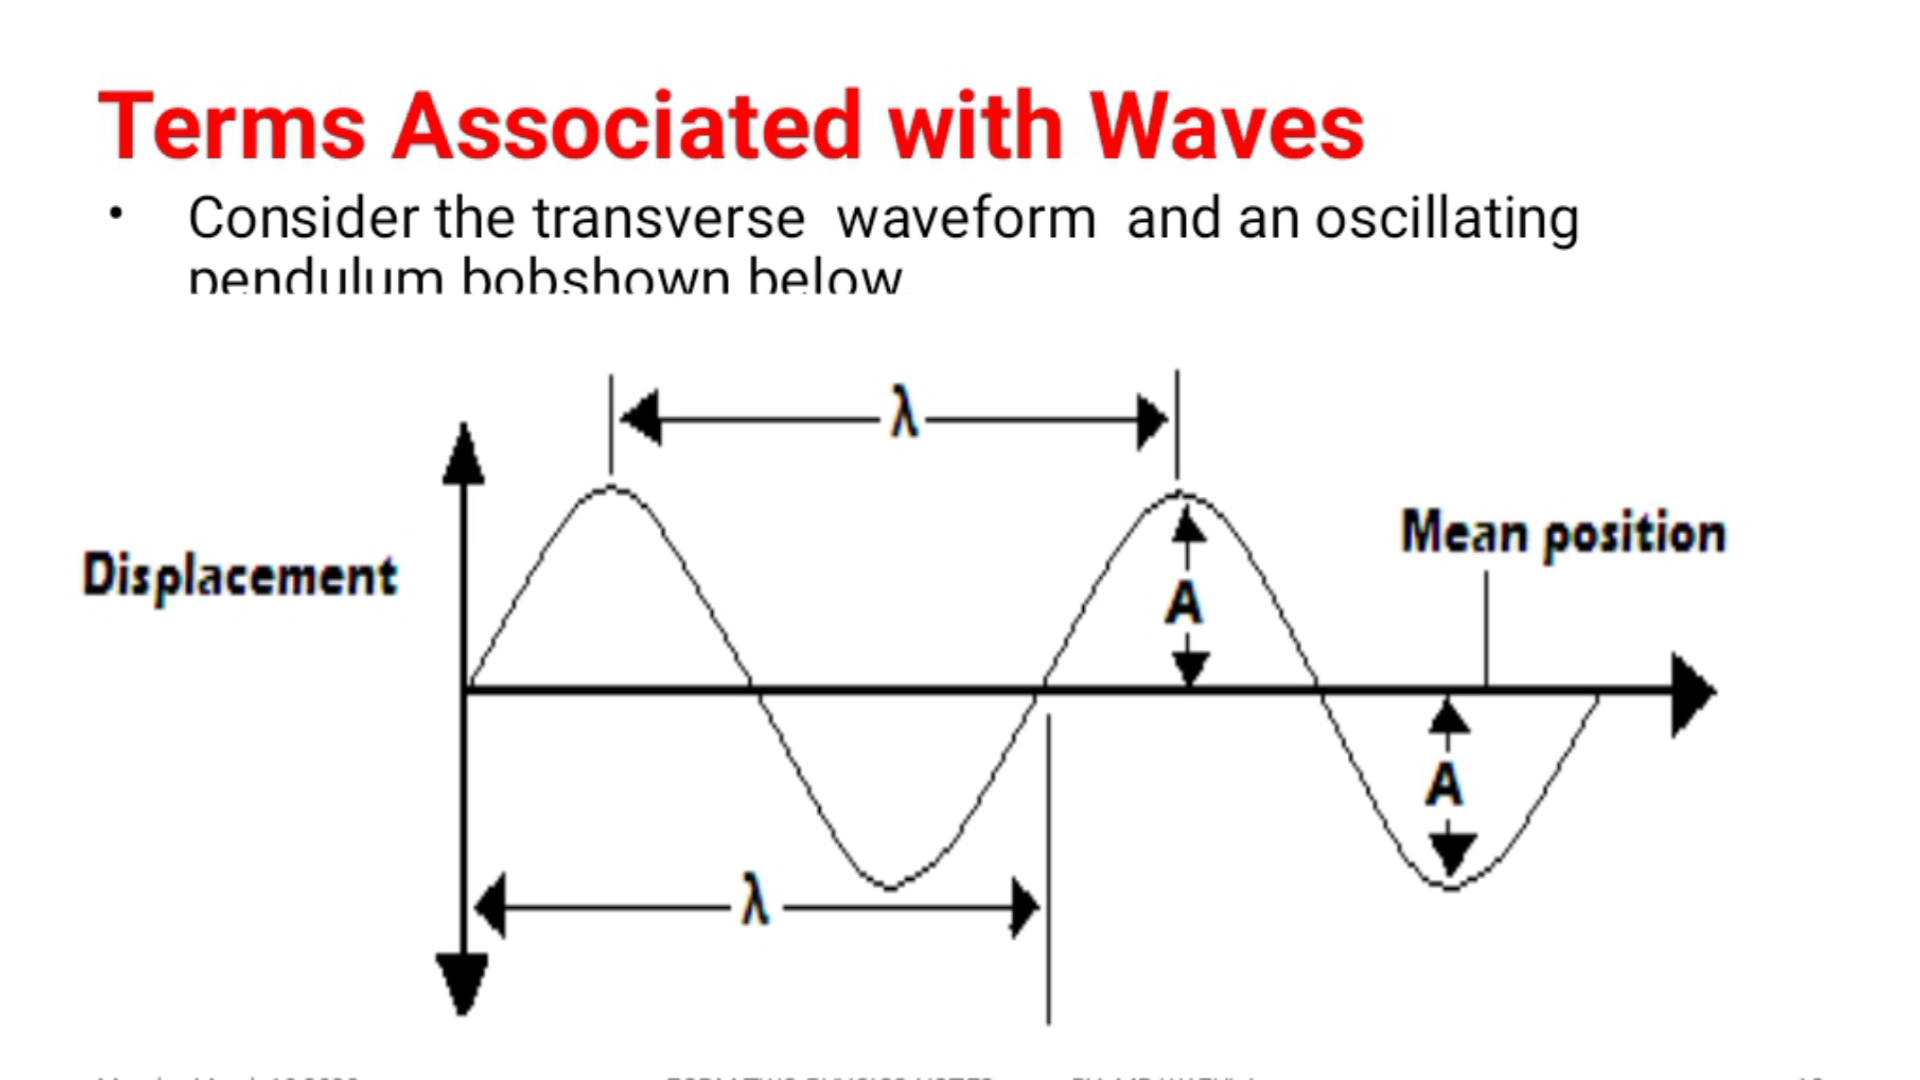 Terms Associated with Waves
• Consider the transverse waveform and an oscillating
pendulum bobshown below
λ
Displacement
Mean position
A
A
λ